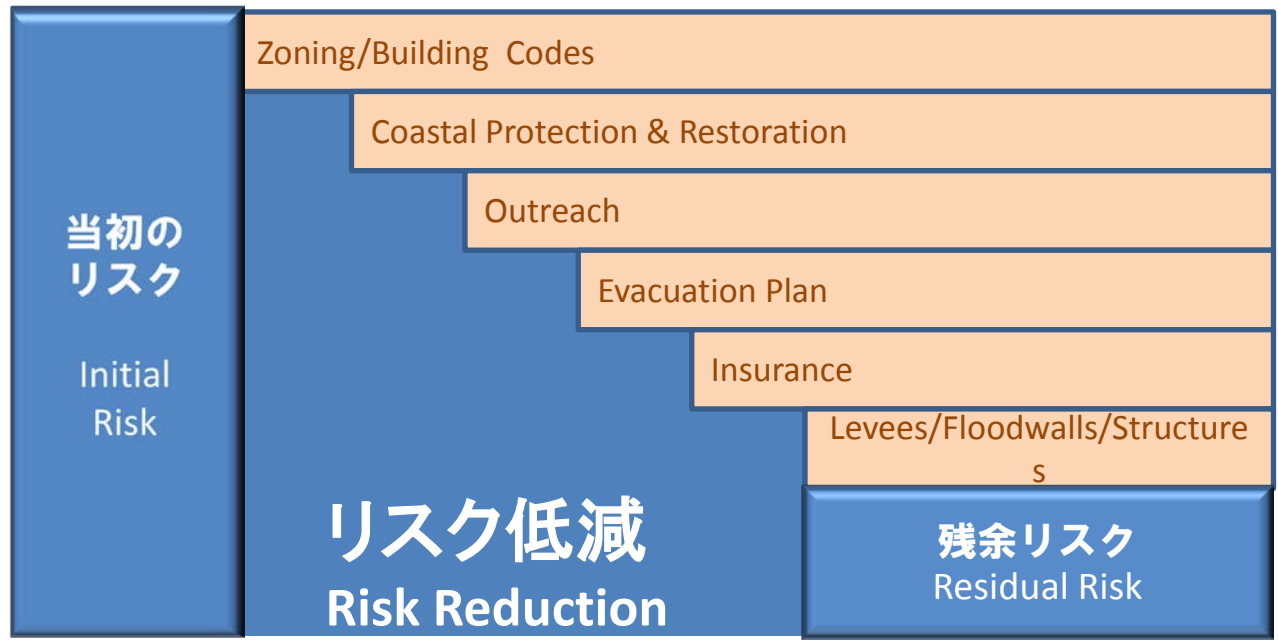 Zoning/Building Codes
Coastal Protection & Restoration
Outreach
Evacuation Plan
Insurance
Levees/Floodwalls/Structure
s
当初の
リスク
Initial
Risk
リスク低減
Risk Reduction
残余リスク
Residual Risk